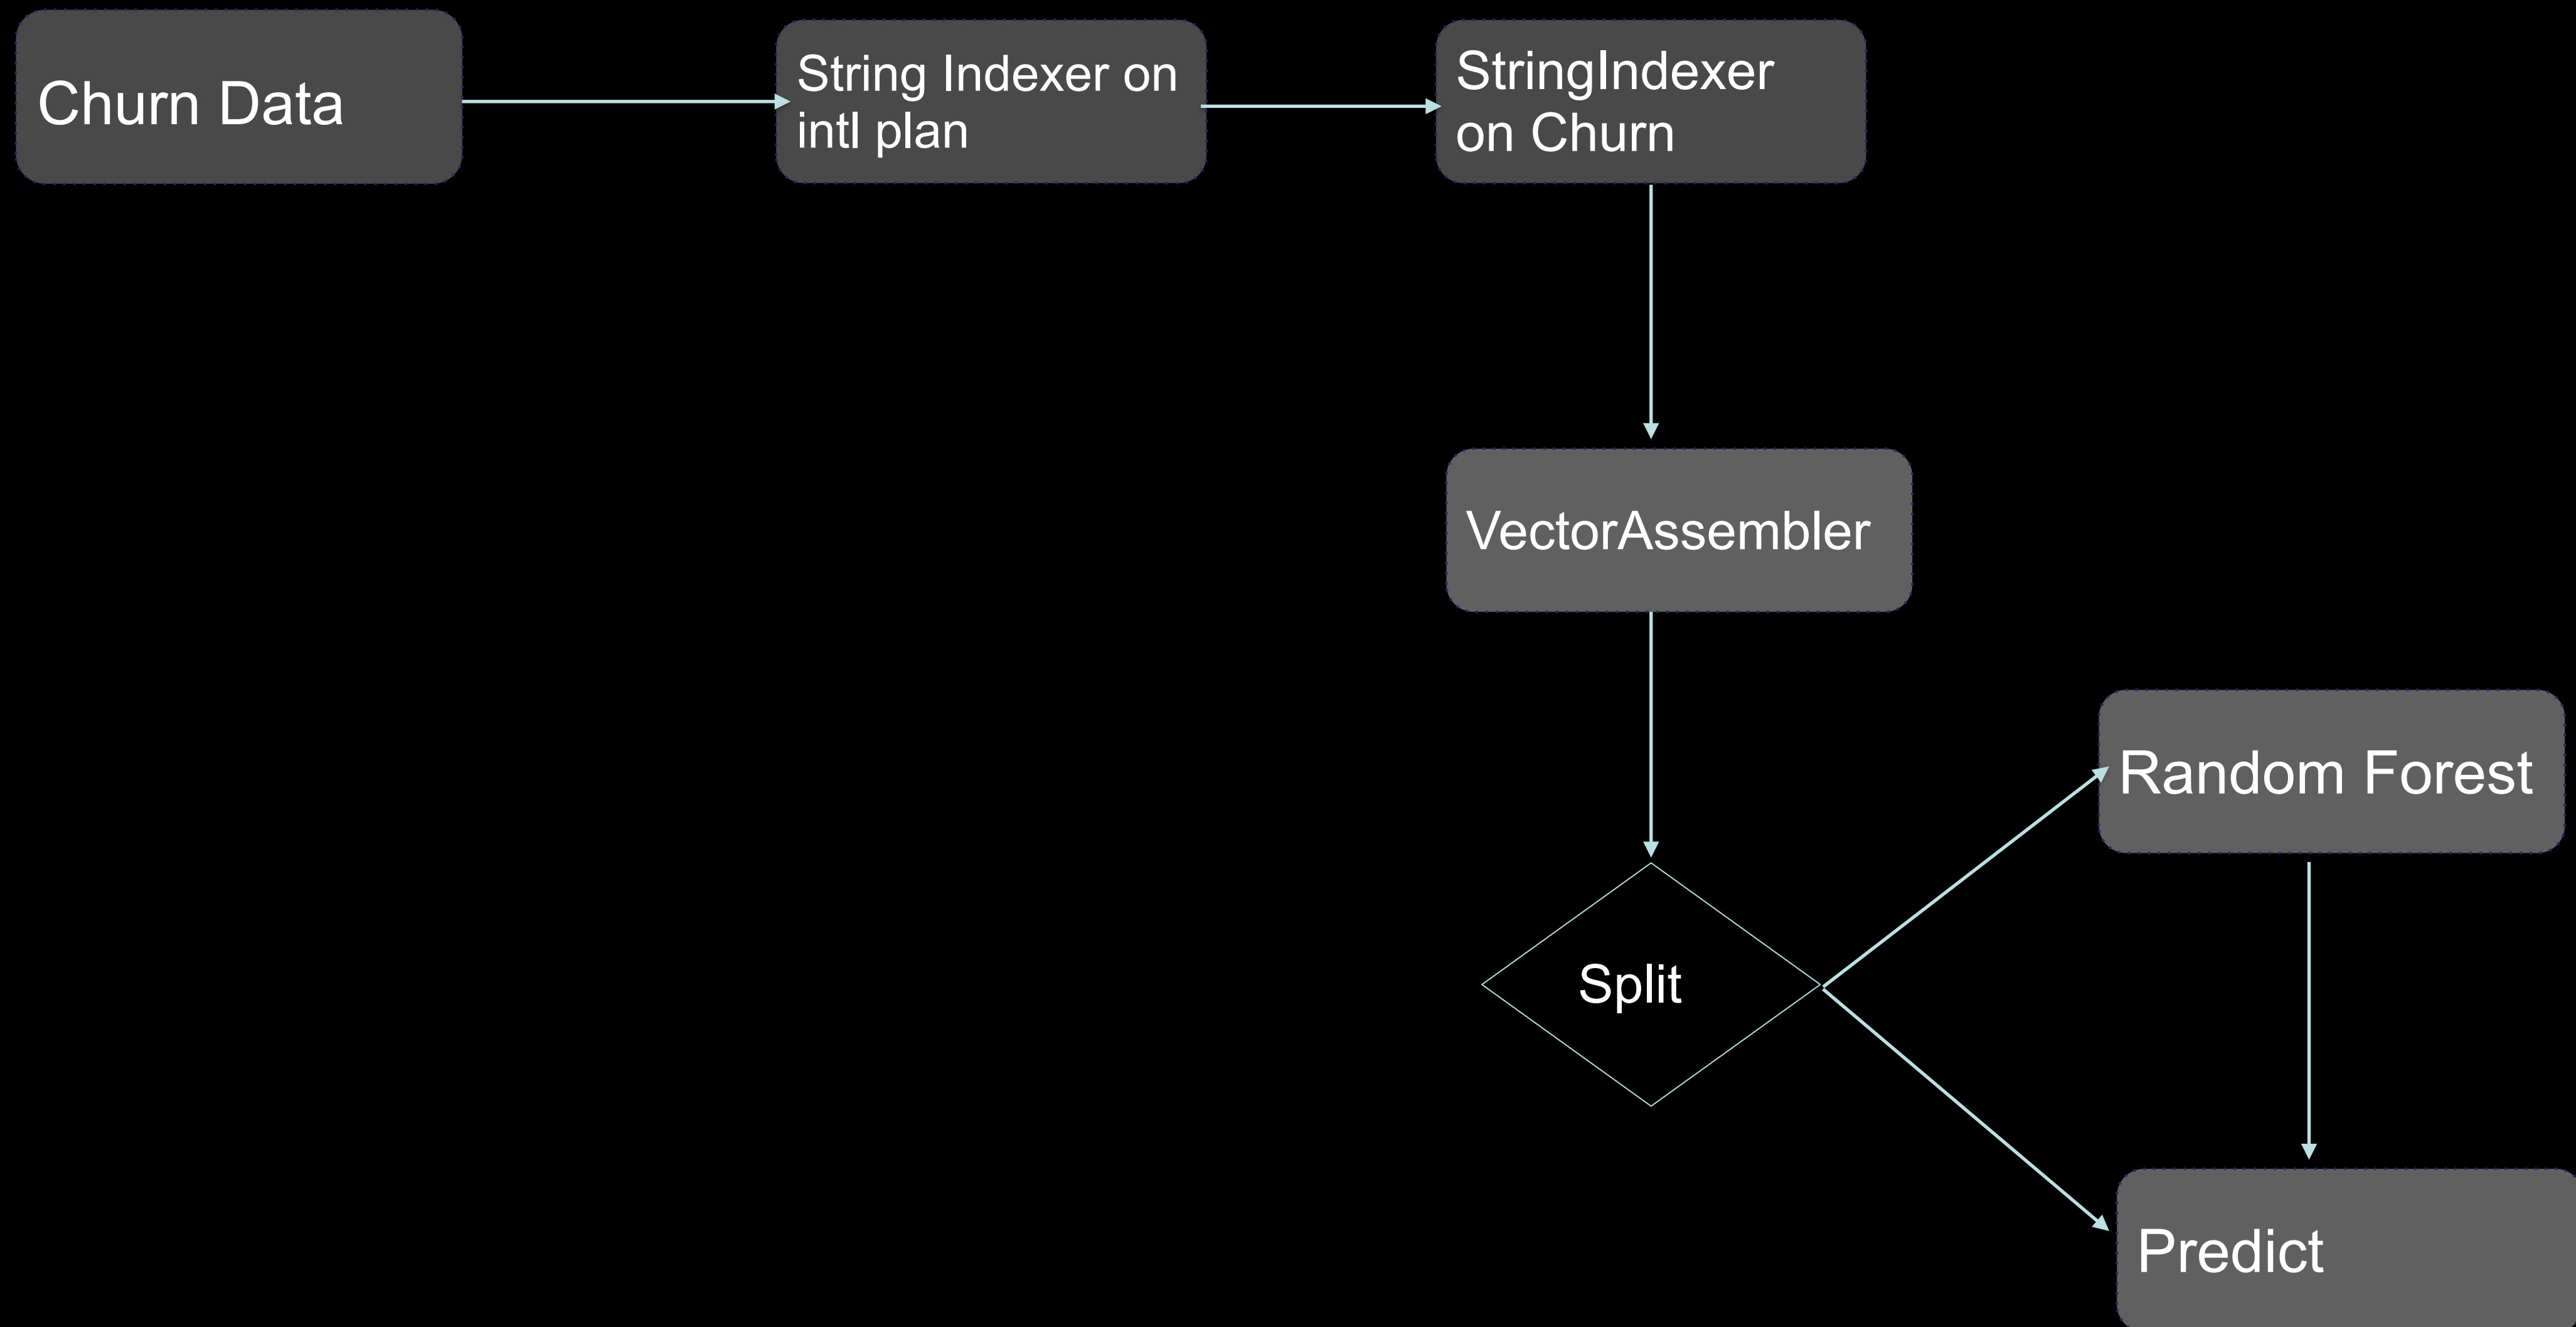 Churn Data
String Indexer on
intl plan
StringIndexer
on Churn
VectorAssembler
Random Forest
Split
Predict